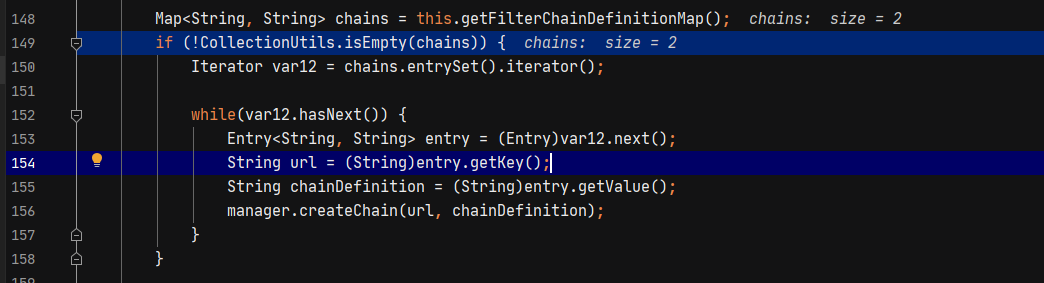 148 Map<String, String> chains = this.getFilterChainDefinitionMap(); chains: size = 2
149 if (!CollectionUtils.isEmpty(chains)) { chains: size = 2
150 Iterator var12 = chains.entrySet().iterator();
151
152 while(var12.hasNext()) {
153 Entry<String, String> entry = (Entry)var12.next();
154 String url = (String)entry.getKey();
155 String chainDefinition = (String)entry.getValue();
156 manager.createChain(url, chainDefinition);
157 }
158 }
159